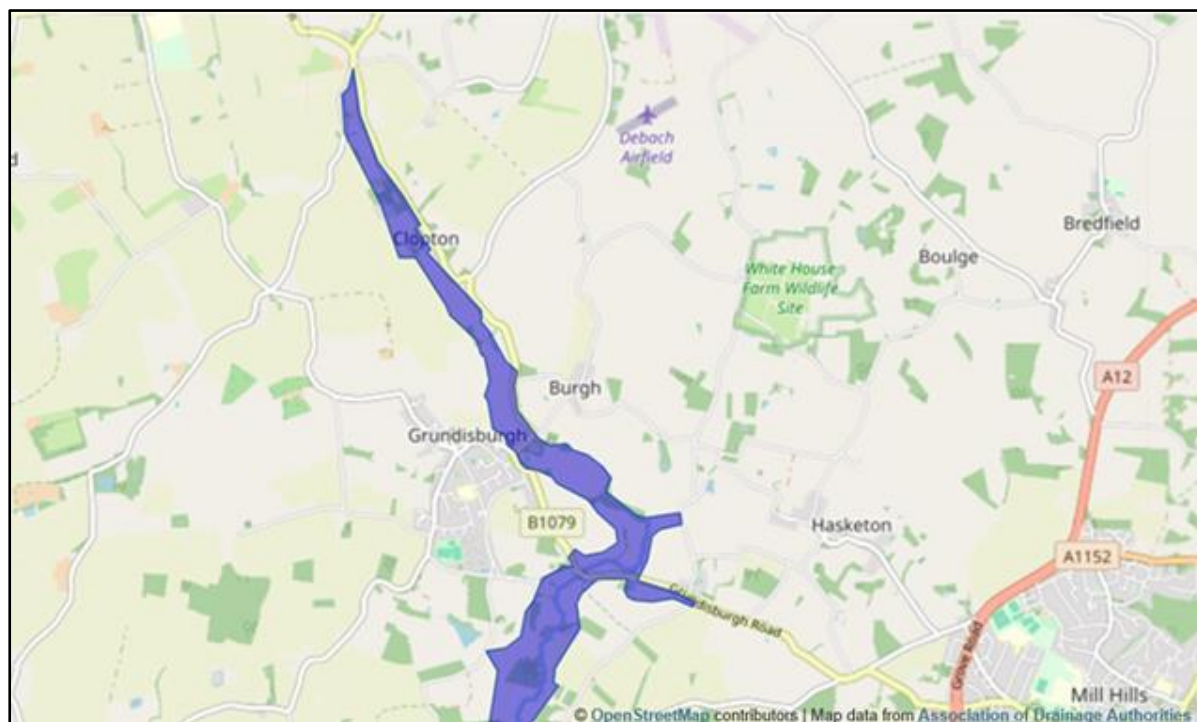 Debach
Airfield
d
Bredfield
Clopton
Boulge
White House
Farm Wildlife
Site
A12
Burgh
Grundisburgh
B1079
Hasketon
A1152
Grundisburgh Road
Grove Road
Mill Hills
© OpenStreetMap contributors | Map data from Association of Drainage Authorities